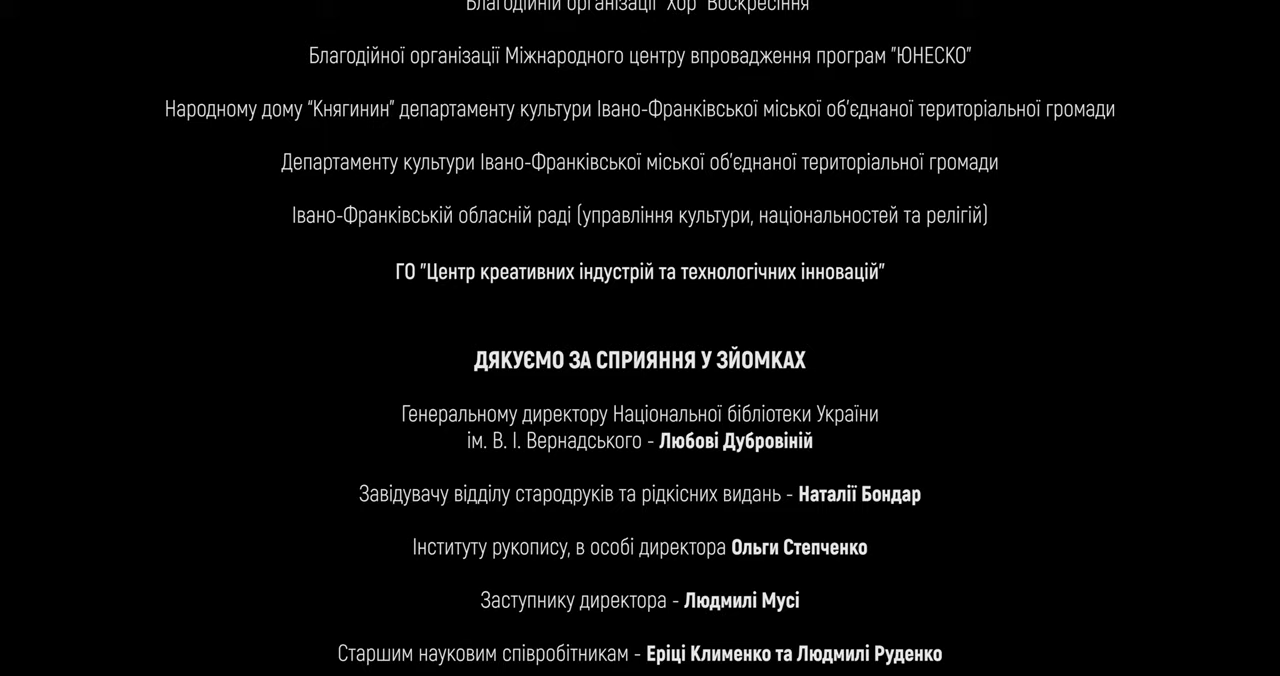 Благодійній організації "Хор "Воскресіння"
Благодійної організації Міжнародного центру впровадження програм "ЮНЕСКО"
Народному дому “Княгинин” департаменту культури Івано-Франківської міської об'єднаної територіальної громади
Департаменту культури Івано-Франківської міської об'єднаної територіальної громади
Івано-Франківській обласній раді (управління культури, національностей та релігій)
ГО "Центр креативних індустрій та технологічних інновацій"
ДЯКУЄМО ЗА СПРИЯННЯ У ЗЙОМКАХ
Генеральному директору Національної бібліотеки України
ім. В. І. Вернадського - Любові Дубровіній
Завідувачу відділу стародруків та рідкісних видань - Наталії Бондар
Інституту рукопису, в особі директора Ольги Степченко
Заступнику директора - Людмилі Мусі
Старшим науковим співробітникам - Еріці Клименко та Людмилі Руденко